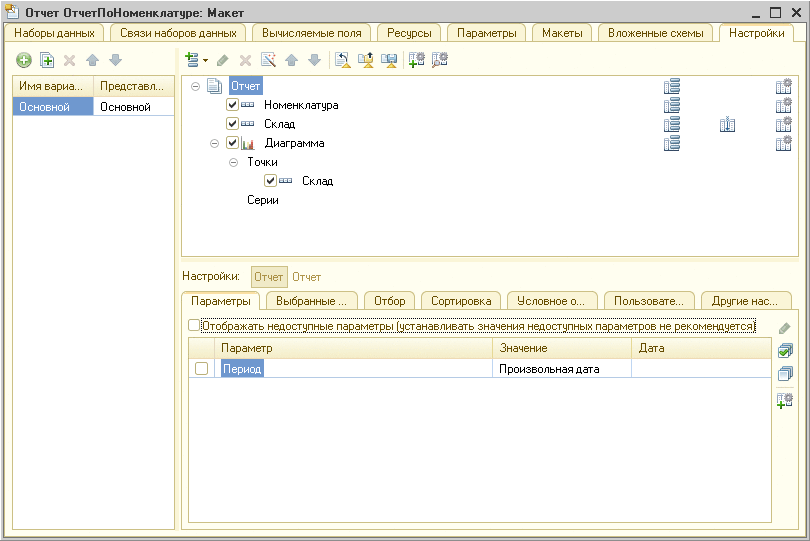 Отчет ОтчетПоНоменклатуре: Макет
Наборы данных Связи наборов данных Вычисляемые поля Ресурсы Параметры Макеты Вложенные схемы Настройки
Имя вариа... Представл...
Основной Основной
Отчет
Номенклатура
Склад
Диаграмма
Точки
Склад
Серии
Настройки: Отчет Отчет
Параметры Выбранные ... Отбор Сортировка Условное о... Пользовате... Другие нас...
Отображать недоступные параметры (устанавливать значения недоступных параметров не рекомендуется)
Параметр Значение Дата
Период Произвольная дата